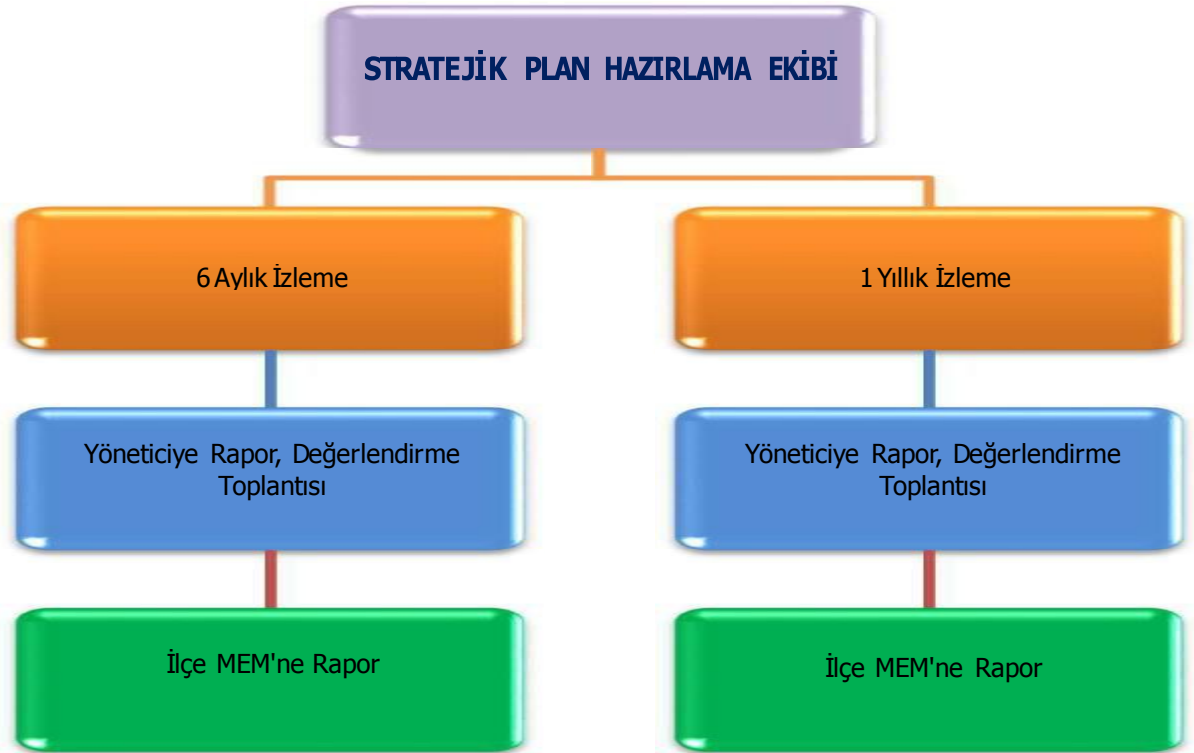 STRATEJİK PLAN HAZIRLAMA EKİBİ
6 Aylık İzleme
1 Yıllık İzleme
Yöneticiye Rapor, Değerlendirme
Toplantısı
Yöneticiye Rapor, Değerlendirme
Toplantısı
İlçe MEM'ne Rapor
İlçe MEM'ne Rapor